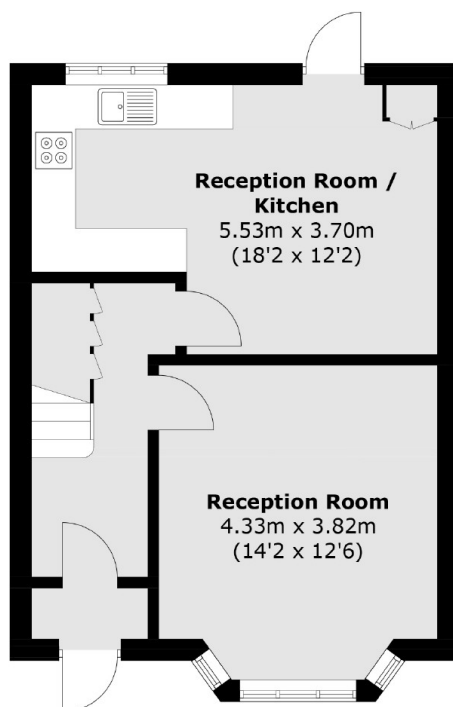 Reception Room /
Kitchen
5.53m x 3.70m
(18'2 x 12'2)
Reception Room
4.33m x 3.82m
(14'2 x 12'6)